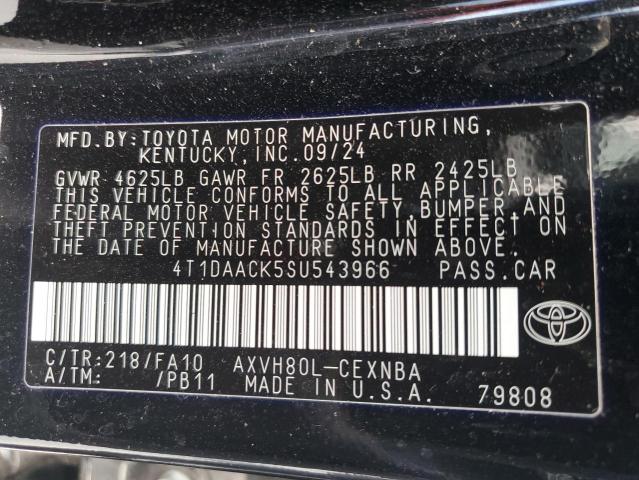 MFD.BY:TOYOTA MOTOR MANUFACTURING,
KENTUCKY, INC.09/24
GVWR 4625LB GAWR FR 2625LB RR 2425LB
THIS VEHICLE CONFORMS TO ALL APPLICABLE
FEDERAL MOTOR VEHICLE SAFETY,BUMPER,AND
THEFT PREVENTION STANDARDS IN EFFECT ON
THE DATE OF MANUFACTURE SHOWN ABOVE.
4T1DAACK5SU543966 PASS.CAR
C/TR:218/FA10 AXVH80L-CEXNBA
A/TM: /PB11 MADE IN U.S.A. 79808